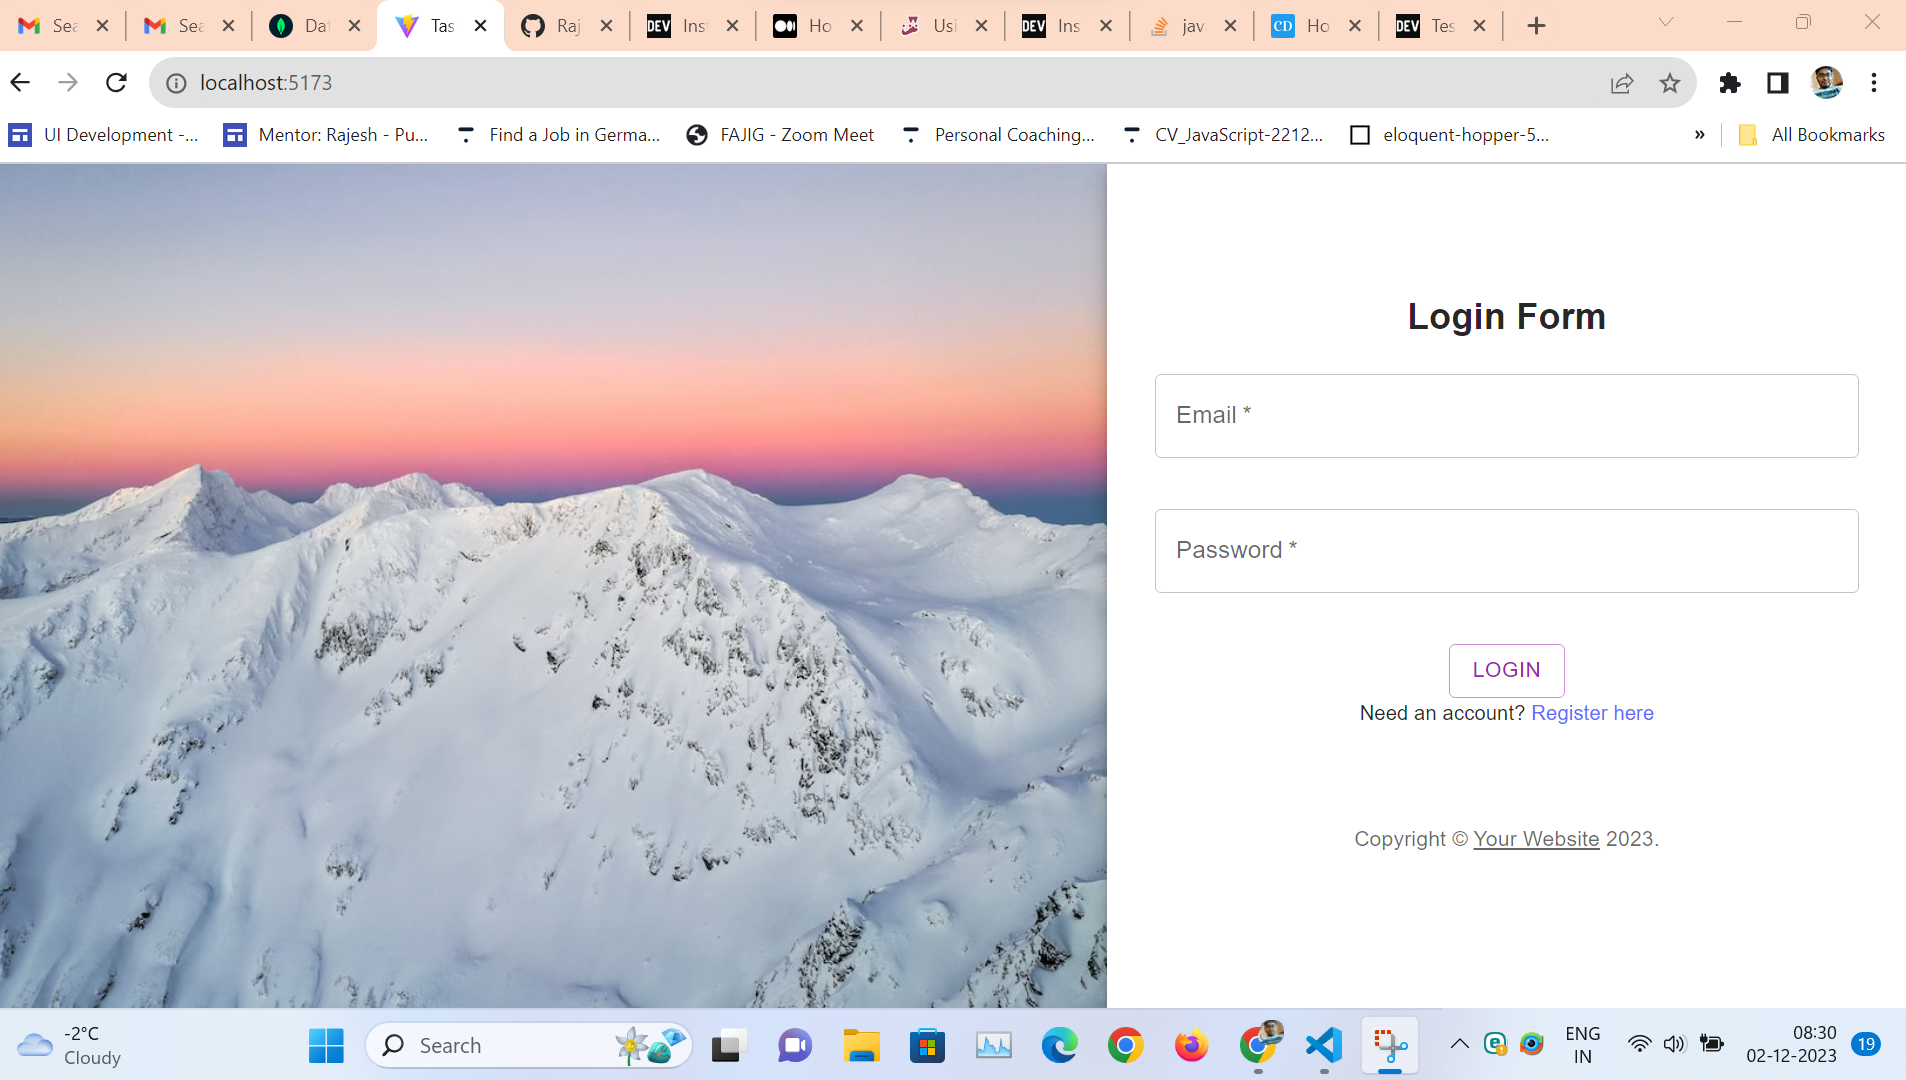 Sea
Sea
Dat
Tas
Raj
DEV Inst
Ho
Usi
DEV Ins
jav
CD Ho
DEV Tes
localhost:5173
UI Development -...
Mentor: Rajesh - Pu...
Find a Job in Germa...
FAJIG - Zoom Meet
Personal Coaching...
CV_JavaScript-2212...
eloquent-hopper-5...
»
All Bookmarks
Login Form
Email *
Password *
LOGIN
Need an account? Register here
Copyright © Your Website 2023.
-2°C
Cloudy
Search
ENG
IN
08:30
02-12-2023
19